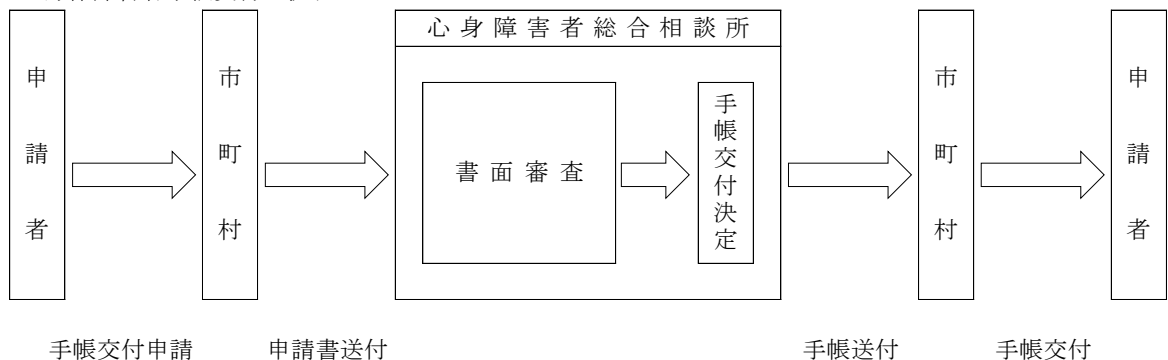 心身障害者総合相談所
申請者
市町村
書面審査
手帳交付決定
市町村
申請者
手帳交付申請
申請書送付
手帳送付
手帳交付